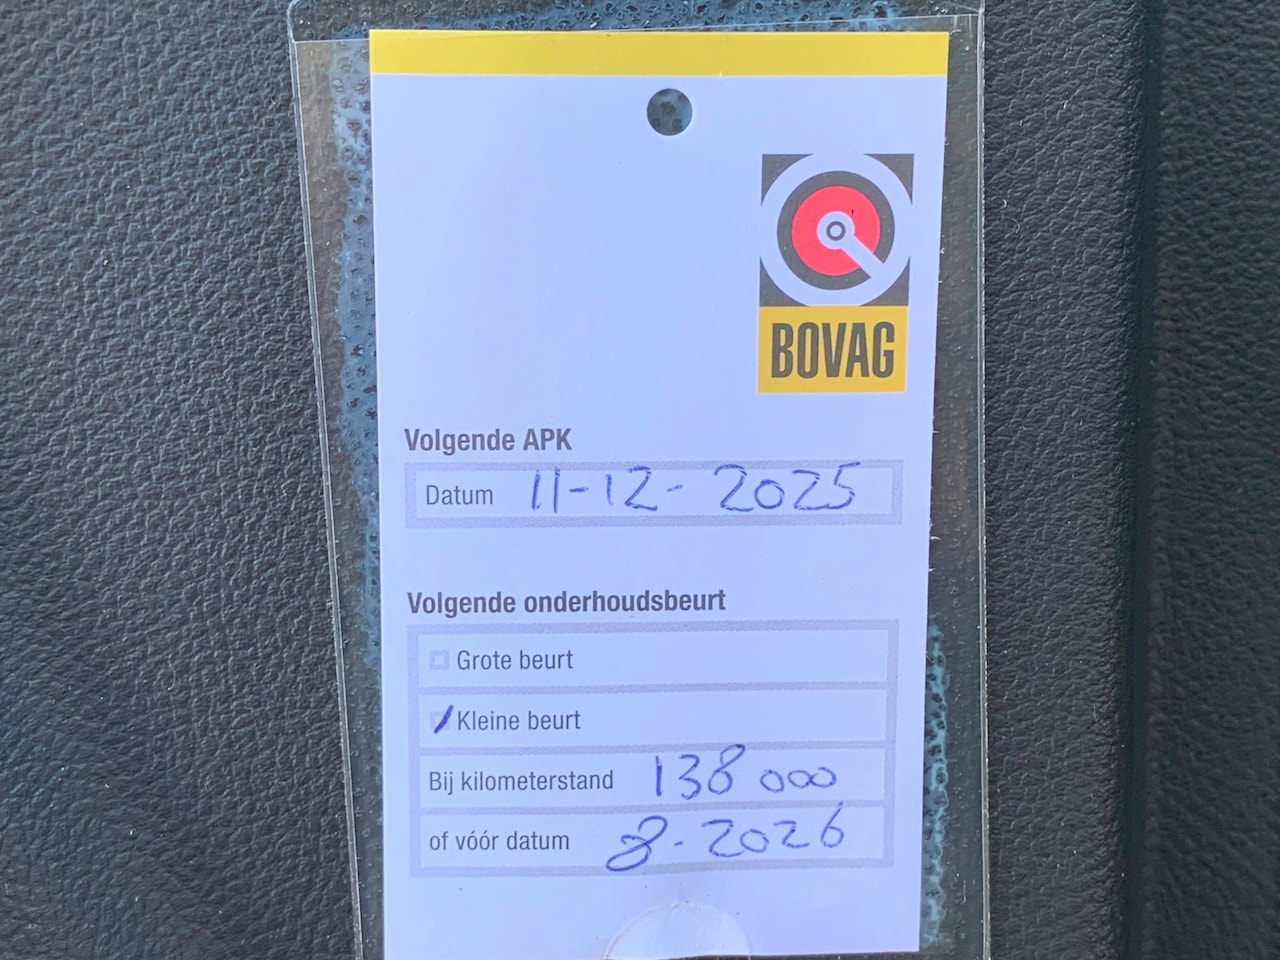 BOVAG
Volgende APK
Datum 11-12-2025
Volgende onderhoudsbeurt
Grote beurt
Kleine beurt
Bij kilometerstand 138 000
of vóór datum 8-2026